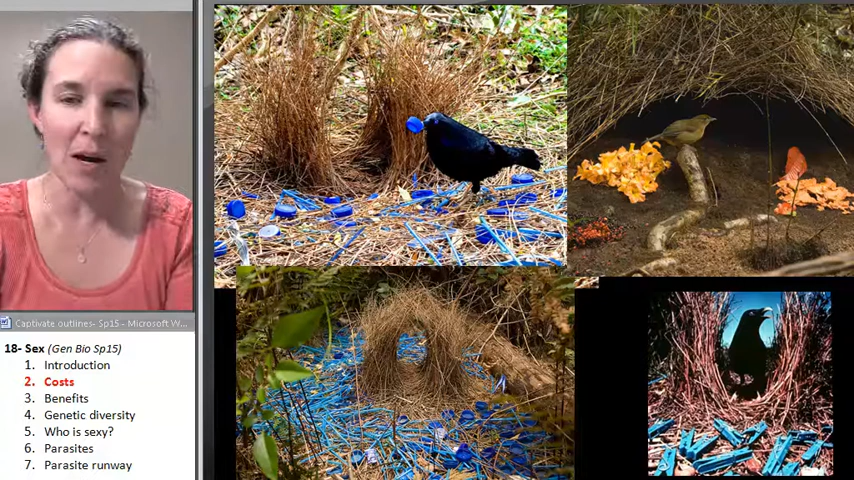 Captivate outlines- Sp15 - Microsoft W...
18- Sex (Gen Bio Sp15)
1. Introduction
2. Costs
3. Benefits
4. Genetic diversity
5. Who is sexy?
6. Parasites
7. Parasite runway